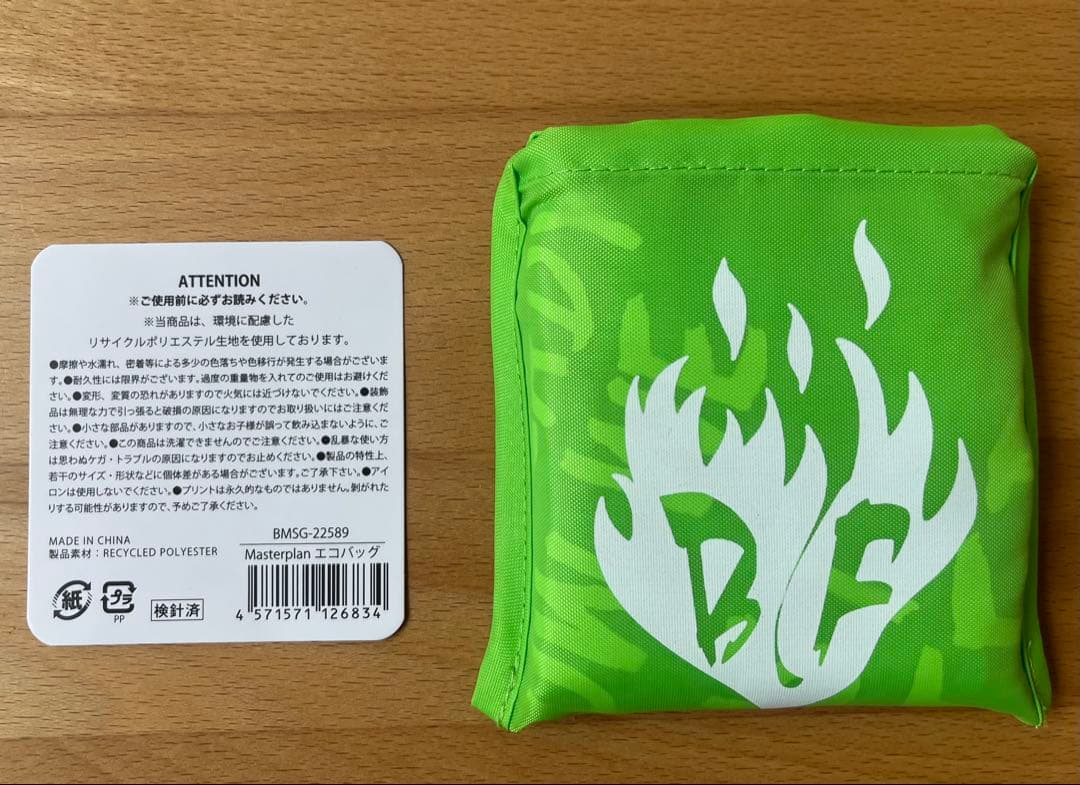 ATTENTION
※ご使用前に必ずお読みください。
※当商品は、環境に配慮した
リサイクルポリエステル生地を使用しております。
●摩擦や水濡れ、密着等による多少の色落ちや色移行が発生する場合がございま
す。●耐久性には限界がございます。過度の重量物を入れてのご使用はお避けくだ
さい。●変形、変質の恐れがありますので火気には近づけないでください。●装飾
品は無理な力で引っ張ると破損の原因になりますのでお取り扱いにはご注意くだ
さい。●小さな部品がありますので、小さなお子様が誤って飲み込まないように、ご
注意ください。●この商品は洗濯できませんのでご注意ください。●乱暴な使い方
は思わぬケガ・トラブルの原因になりますのでお止めください。●製品の特性上、
若干のサイズ・形状などに個体差がある場合がございます。ご了承下さい。●アイ
ロンは使用しないでください。●プリントは永久的なものではありません。剝がれた
りする可能性がありますので、予めご了承ください。
MADE IN CHINA
製品素材：RECYCLED POLYESTER
BMSG-22589
Masterplan エコバッグ
4 571571 126834
紙
プラ
PP
検針済
BF